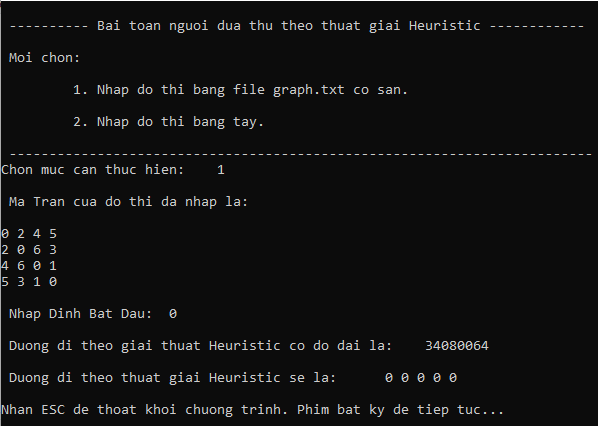 ---------- Bai toan nguoi dua thu theo thuat giai Heuristic ------------
Moi chon:
1. Nhap do thi bang file graph.txt co san.
2. Nhap do thi bang tay.
-------------------------------------------------------------------------
Chon muc can thuc hien: 1
Ma Tran cua do thi da nhap la:
0 2 4 5
2 0 6 3
4 6 0 1
5 3 1 0
Nhap Dinh Bat Dau: 0
Duong di theo giai thuat Heuristic co do dai la: 34080064
Duong di theo thuat giai Heuristic se la: 0 0 0 0 0
Nhan ESC de thoat khoi chuong trinh. Phim bat ky de tiep tuc...